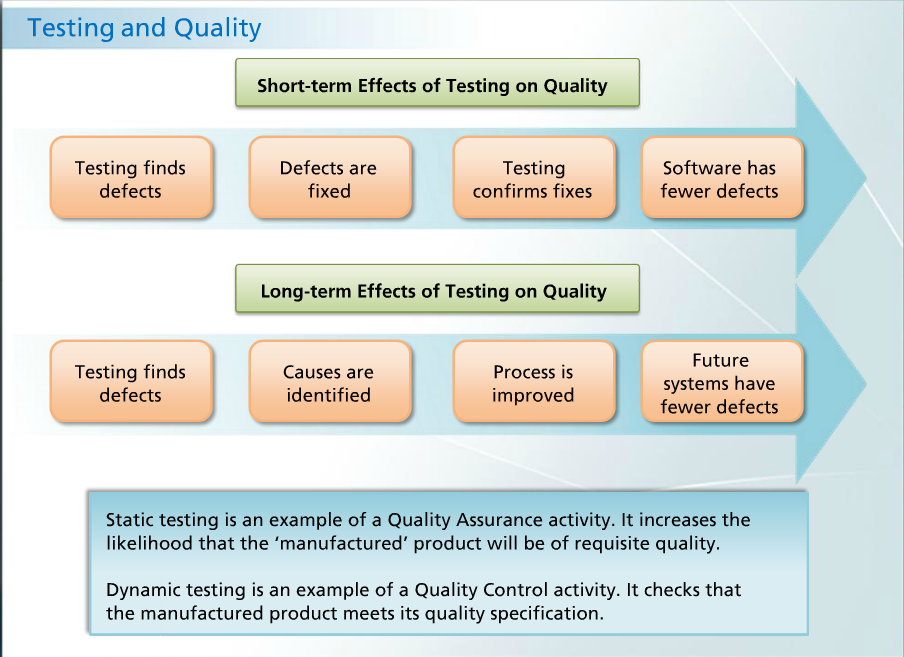 Testing and Quality
Short-term Effects of Testing on Quality
Testing finds
defects
Defects are
fixed
Testing
confirms fixes
Software has
fewer defects
Long-term Effects of Testing on Quality
Testing finds
defects
Causes are
identified
Process is
improved
Future
systems have
fewer defects
Static testing is an example of a Quality Assurance activity. It increases the
likelihood that the ‘manufactured’ product will be of requisite quality.
Dynamic testing is an example of a Quality Control activity. It checks that
the manufactured product meets its quality specification.